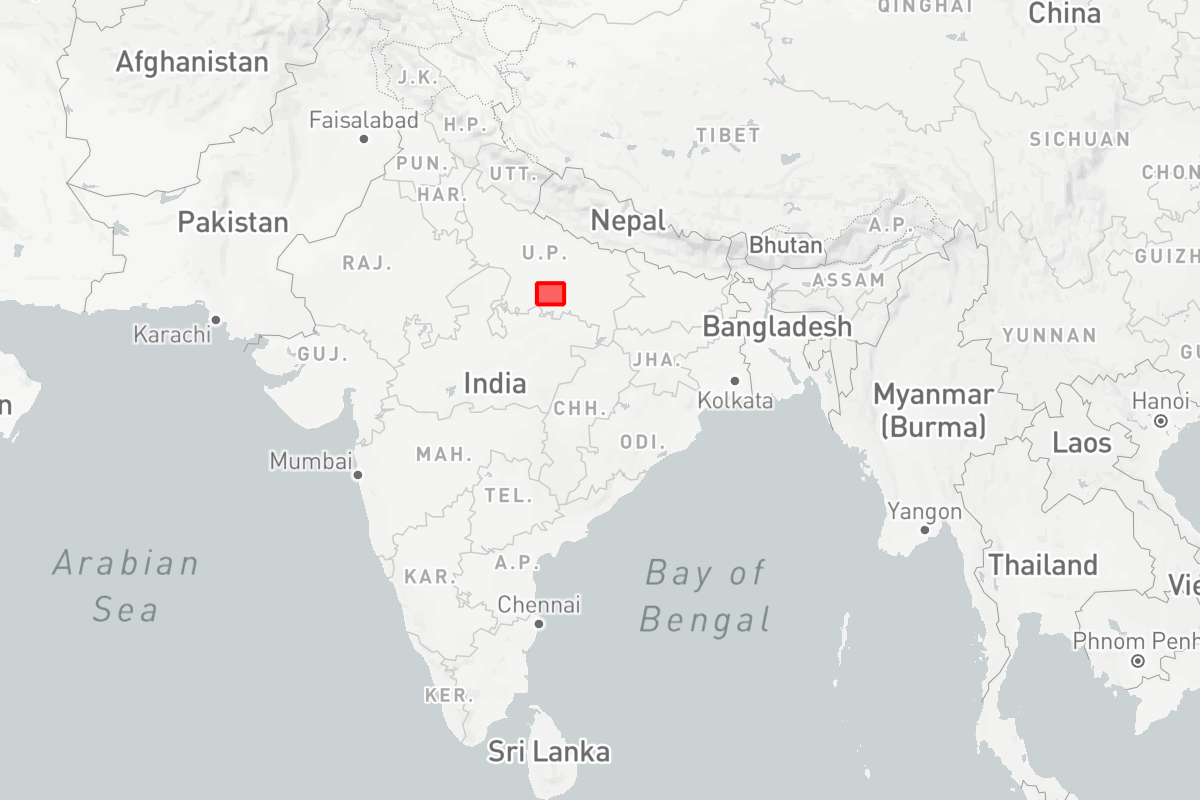 QINGHAI
China
Afghanistan
J.K.
Faisalabad
H.P.
TIBET
SICHUAN
PUN.
UTT.
CHON
HAR.
Pakistan
Nepal
A.P.
Bhutan
U.P.
GUIZH
RAJ.
ASSAM
Karachi
Bangladesh
YUNNAN
GUJ.
JHA.
GU
India
Myanmar
(Burma)
Kolkata
Hanoi
n
CHH.
ODI.
Laos
MAH.
Mumbai
TEL.
Yangon
Arabian
Sea
A.P.
Bay of
Bengal
Thailand
KAR.
Vie
Chennai
Phnom Penh
KER.
Sri Lanka